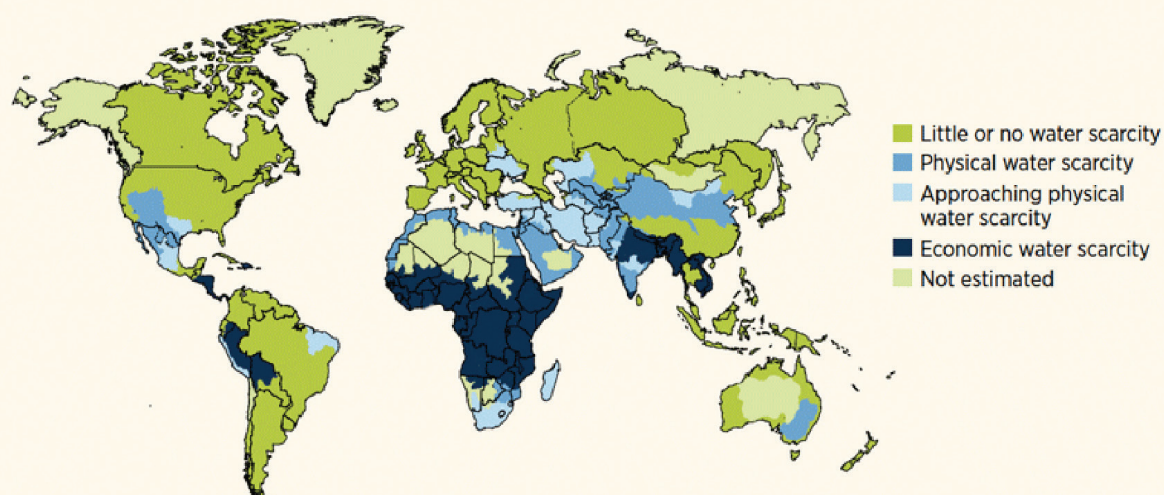 Little or no water scarcity
Physical water scarcity
Approaching physical
water scarcity
Economic water scarcity
Not estimated